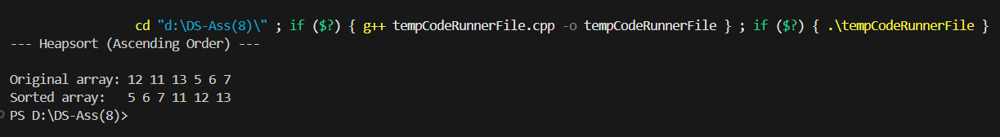 cd "d:\DS-Ass(8)\" ; if ($?) { g++ tempCodeRunnerFile.cpp -o tempCodeRunnerFile } ; if ($?) { .\tempCodeRunnerFile }
--- Heapsort (Ascending Order) ---
Original array: 12 11 13 5 6 7
Sorted array:   5 6 7 11 12 13
PS D:\DS-Ass(8)>